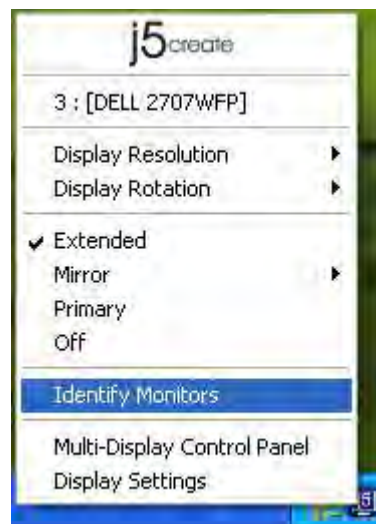 j5create
3 : [DELL 2707WFP]
Display Resolution
Display Rotation
Extended
Mirror
Primary
Off
Identify Monitors
Multi-Display Control Panel
Display Settings
5